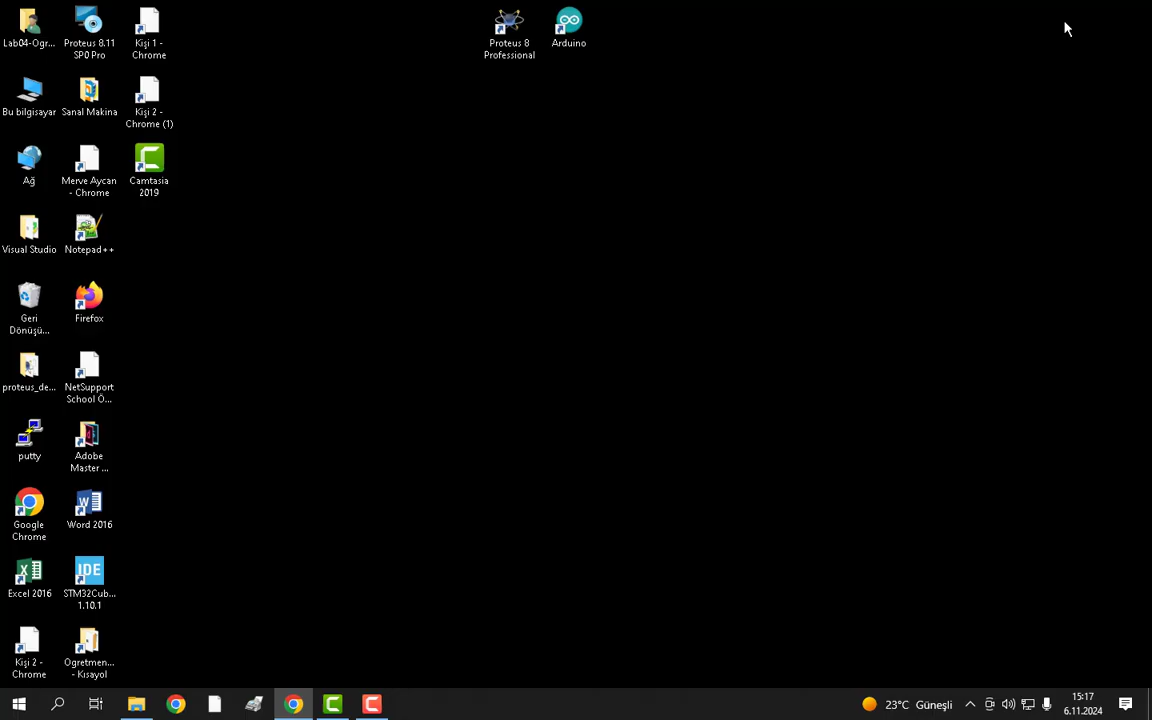 Lab04-Ogr...
Proteus 8.11
SP0 Pro
Kişi 1 -
Chrome
Proteus 8
Professional
Arduino
Bu bilgisayar
Sanal Makina
Kişi 2 -
Chrome (1)
Ağ
Merve Aycan
- Chrome
Camtasia
2019
Visual Studio
Notepad++
Geri
Dönüşü...
Firefox
proteus_de...
NetSupport
School Ö...
putty
Adobe
Master ...
Google
Chrome
Word 2016
Excel 2016
IDE
STM32Cub...
1.10.1
Kişi 2 -
Chrome
Ogretmen...
- Kısayol
23°C Güneşli
15:17
6.11.2024